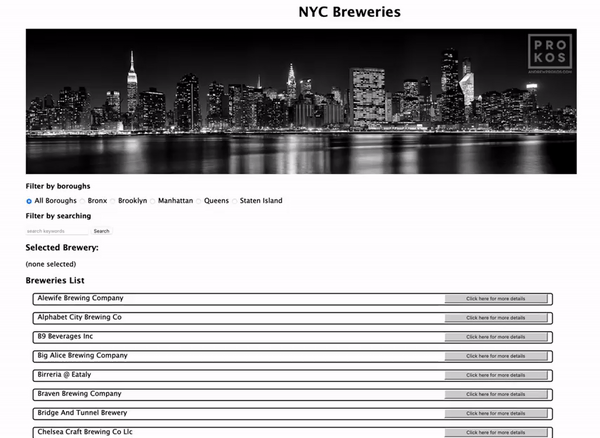 NYC Breweries
PRO
KOS
Filter by boroughs
All Boroughs Bronx Brooklyn Manhattan Queens Staten Island
Filter by searching
search keywords Search
Selected Brewery:
(none selected)
Breweries List
Alewife Brewing Company Click here for more details
Alphabet City Brewing Co Click here for more details
B9 Beverages Inc Click here for more details
Big Alice Brewing Company Click here for more details
Birreria @ Eataly Click here for more details
Braven Brewing Company Click here for more details
Bridge And Tunnel Brewery Click here for more details
Chelsea Craft Brewing Co Llc Click here for more details